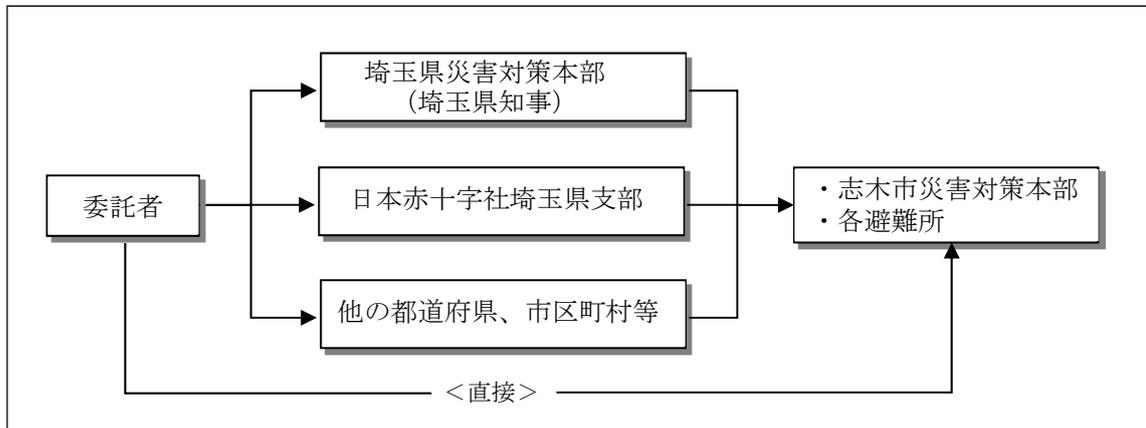 埼玉県災害対策本部
（埼玉県知事）
委託者
日本赤十字社埼玉県支部
・志木市災害対策本部
・各避難所
他の都道府県、市区町村等
＜直接＞